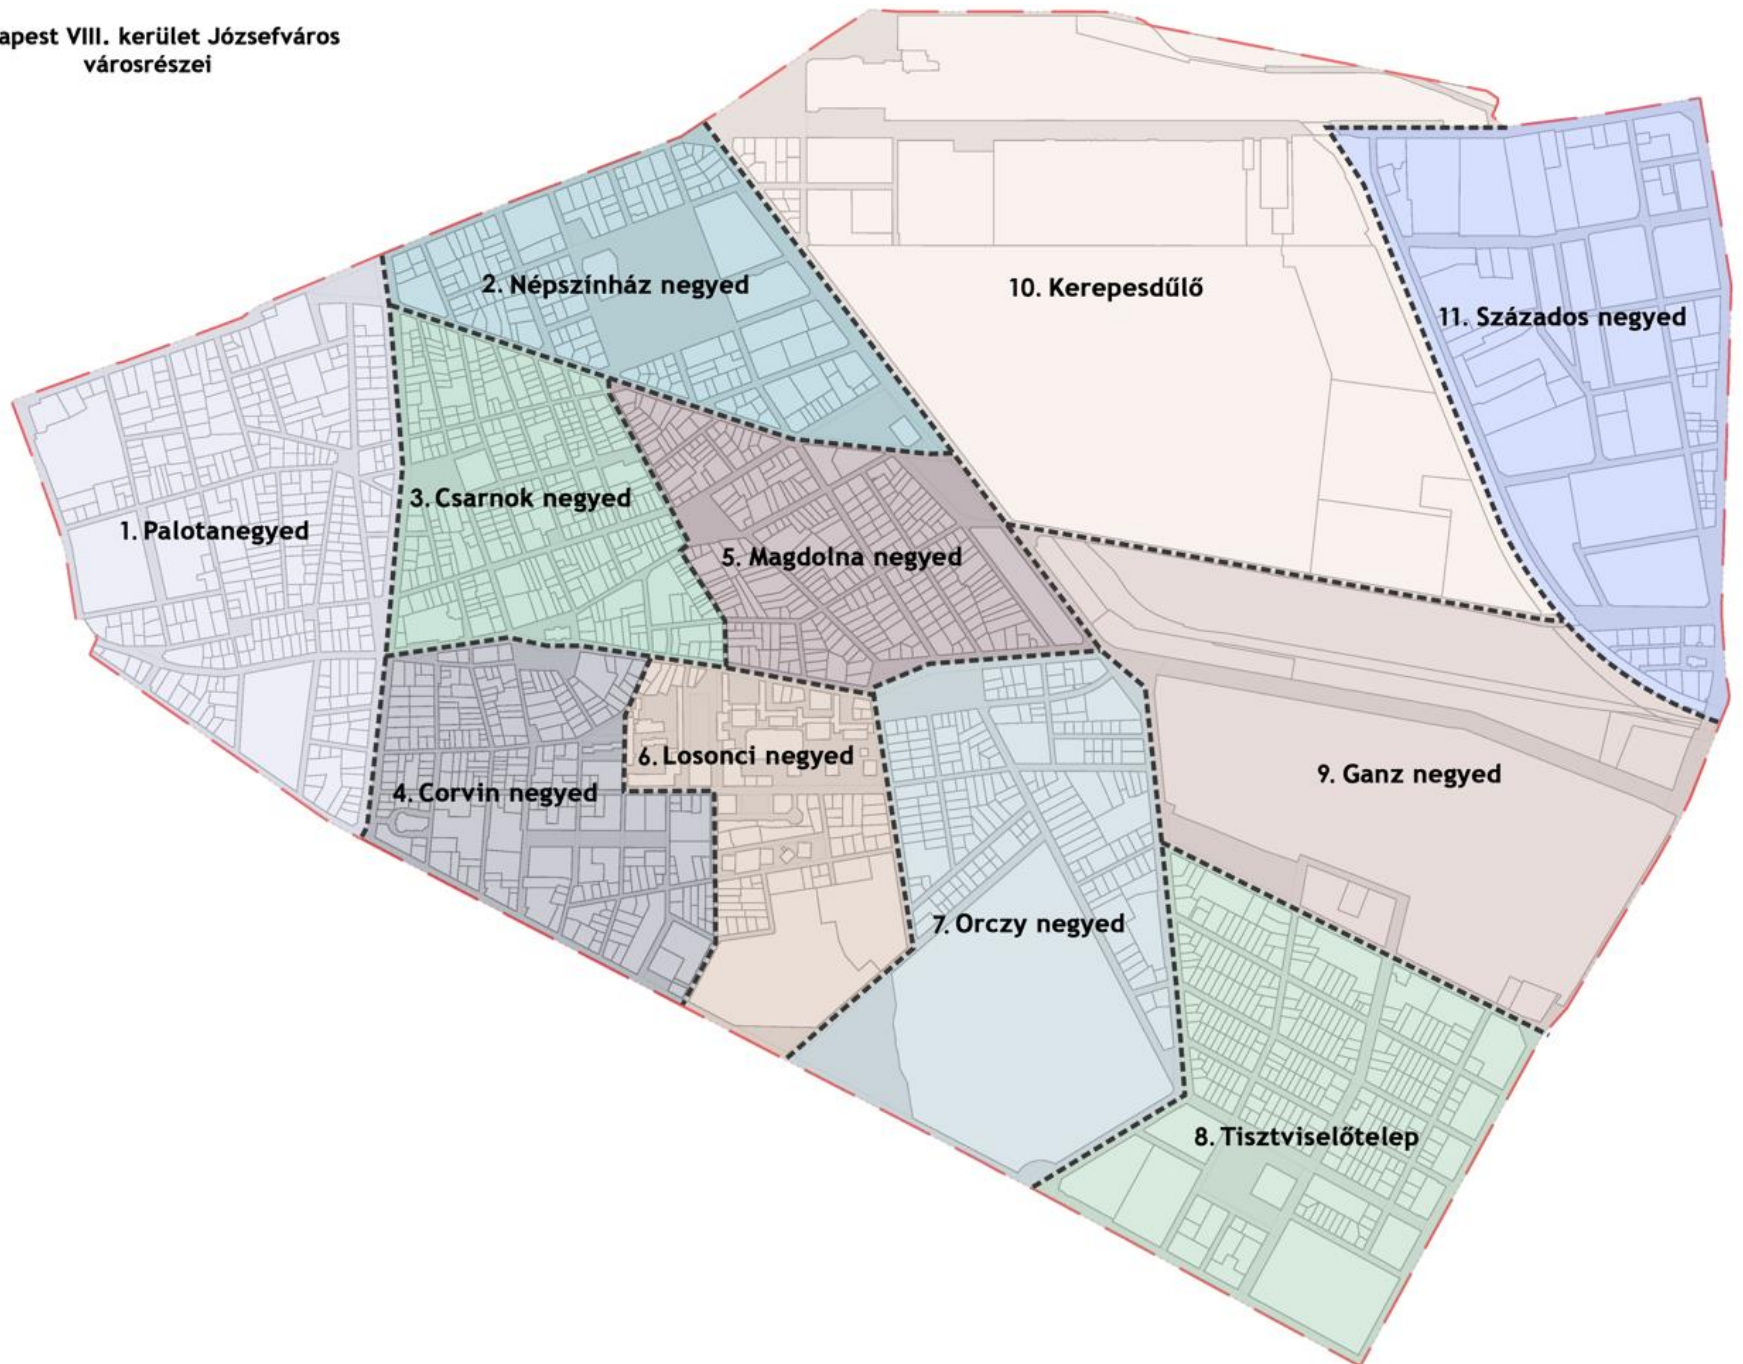 apest VIII. kerület Józsefváros
városrészei
2. Népszínház negyed
10. Kerepesdűlő
11. Százados negyed
3. Csarnok negyed
1. Palotanegyed
5. Magdolna negyed
6. Losonci negyed
9. Ganz negyed
4. Corvin negyed
7. Orczy negyed
8. Tisztviselőtelep